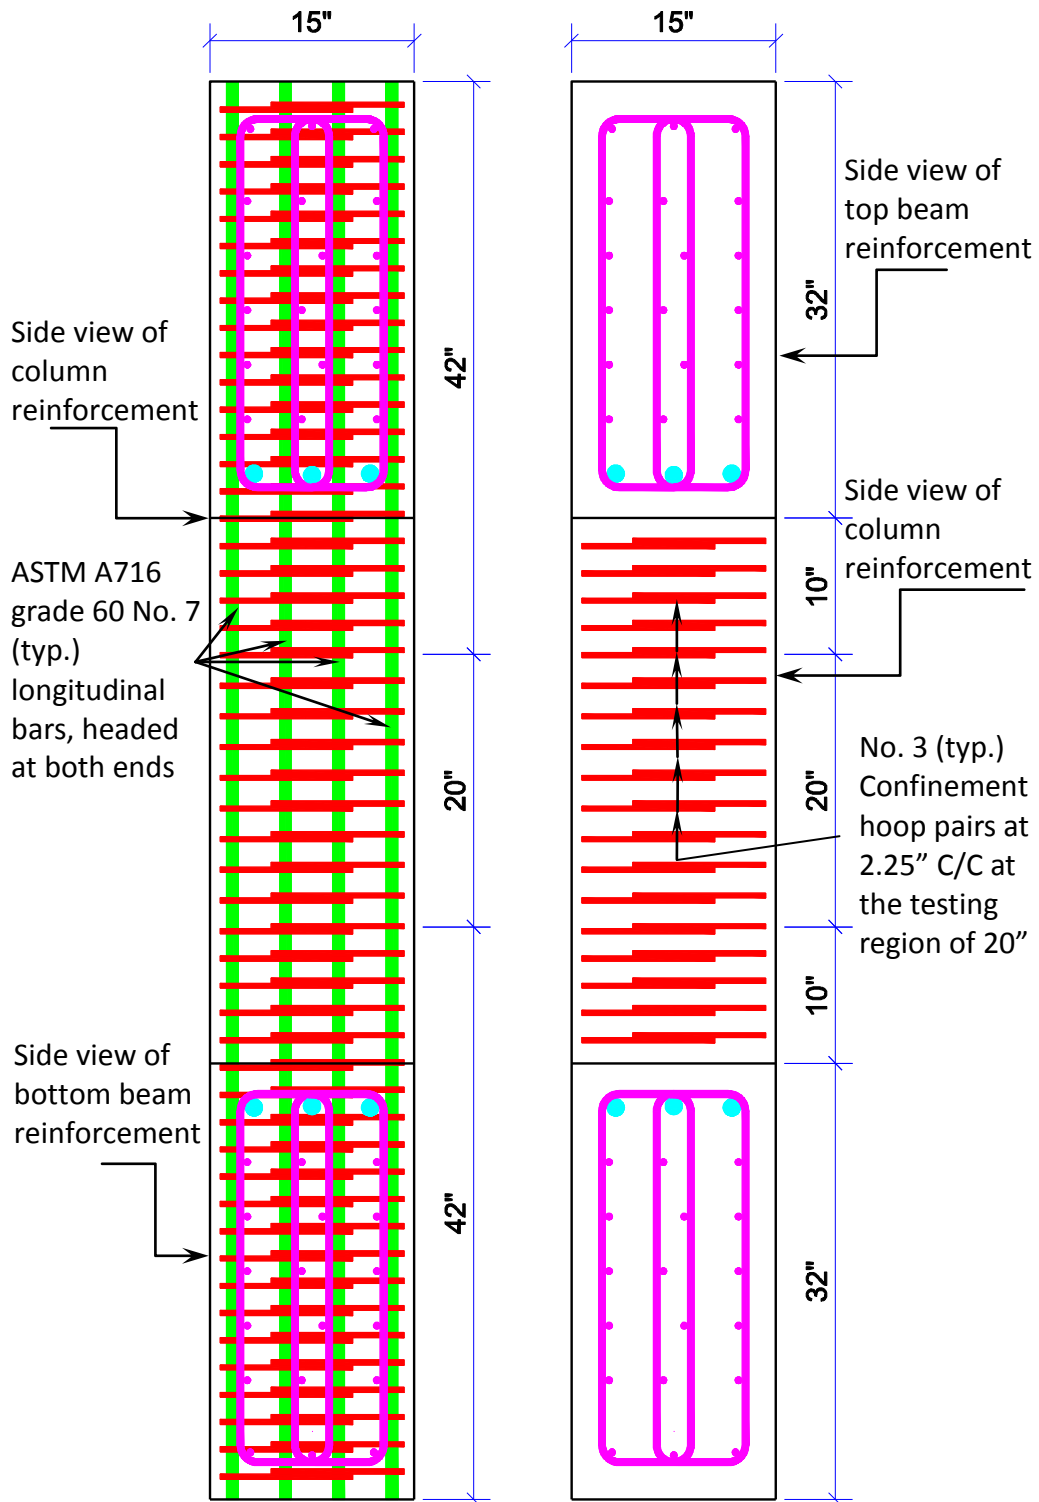 15"
15"
Side view of
top beam
reinforcement
32"
Side view of
column
reinforcement
42"
Side view of
column
reinforcement
10"
ASTM A716
grade 60 No. 7
(typ.)
longitudinal
bars, headed
at both ends
20"
20"
No. 3 (typ.)
Confinement
hoop pairs at
2.25” C/C at
the testing
region of 20”
10"
Side view of
bottom beam
reinforcement
42"
32"